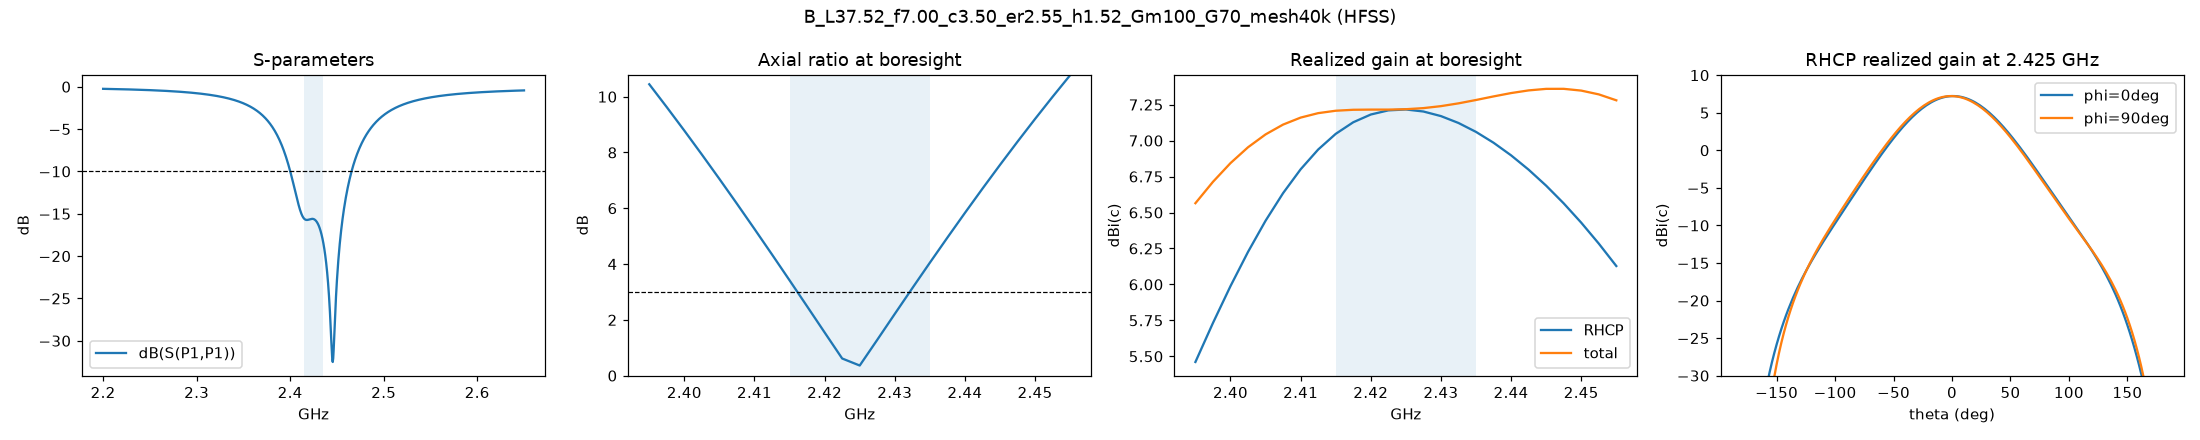 B_L37.52_f7.00_c3.50_er2.55_h1.52_Gm100_G70_mesh40k (HFSS)
S-parameters
0
−5
−10
−15
−20
−25
−30
dB
2.2 2.3 2.4 2.5 2.6
GHz
dB(S(P1,P1))
Axial ratio at boresight
10
8
6
4
2
0
dB
2.40 2.41 2.42 2.43 2.44 2.45
GHz
Realized gain at boresight
7.25
7.00
6.75
6.50
6.25
6.00
5.75
5.50
dBi(c)
2.40 2.41 2.42 2.43 2.44 2.45
GHz
RHCP
total
RHCP realized gain at 2.425 GHz
10
5
0
−5
−10
−15
−20
−25
−30
dBi(c)
−150 −100 −50 0 50 100 150
theta (deg)
phi=0deg
phi=90deg